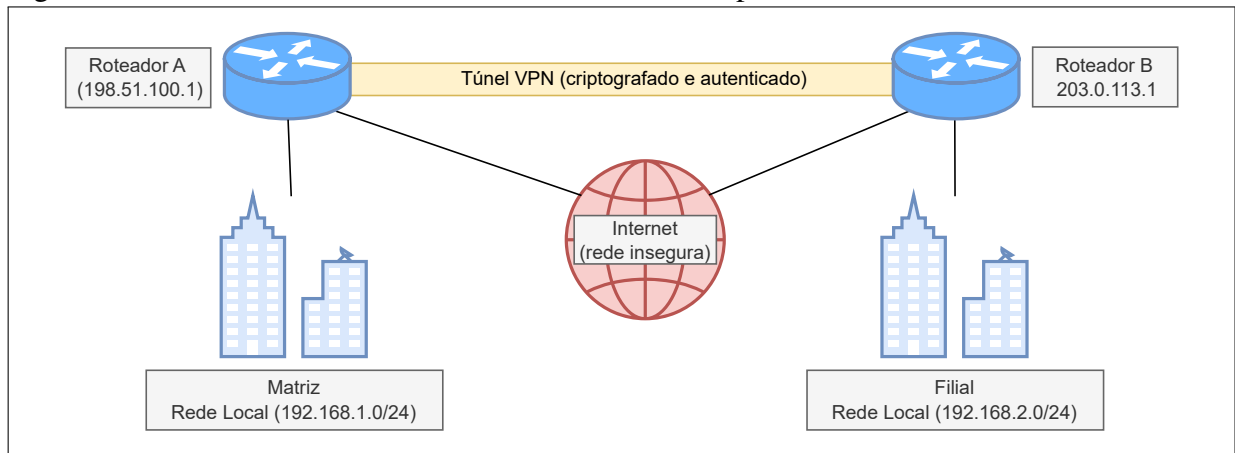 Roteador A
(198.51.100.1)
Túnel VPN (criptografado e autenticado)
Roteador B
203.0.113.1
Internet
(rede insegura)
Matriz
Rede Local (192.168.1.0/24)
Filial
Rede Local (192.168.2.0/24)